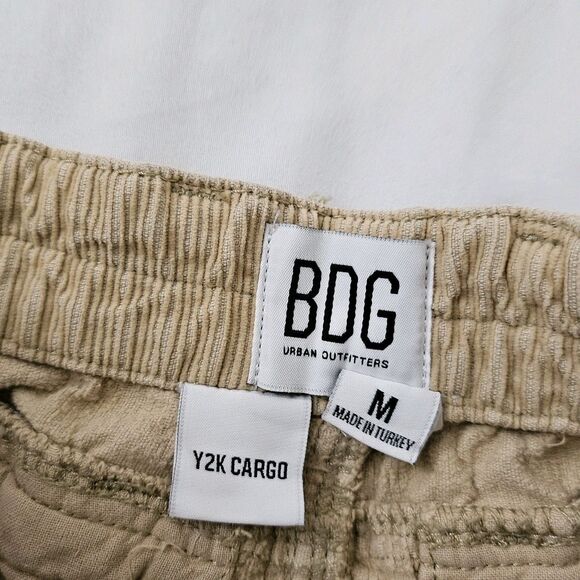 BDG
URBAN OUTFITTERS
M
MADE IN TURKEY
Y2K CARGO